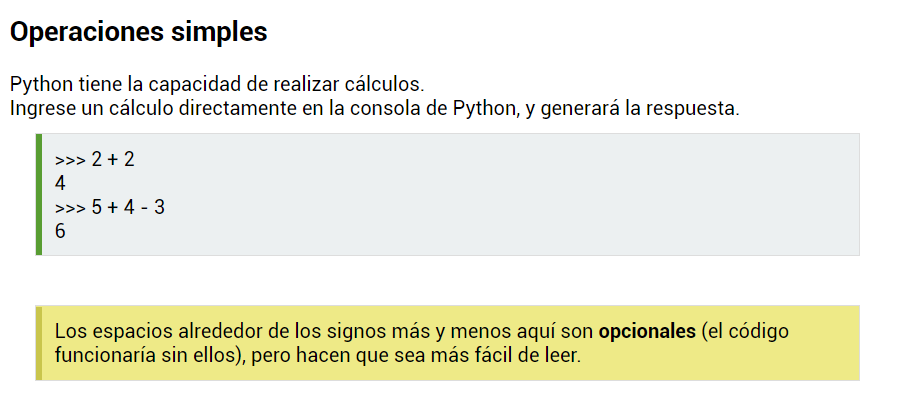 Operaciones simples
Python tiene la capacidad de realizar cálculos.
Ingrese un cálculo directamente en la consola de Python, y generará la respuesta.
>>> 2 + 2
4
>>> 5 + 4 - 3
6
Los espacios alrededor de los signos más y menos aquí son opcionales (el código
funcionaría sin ellos), pero hacen que sea más fácil de leer.